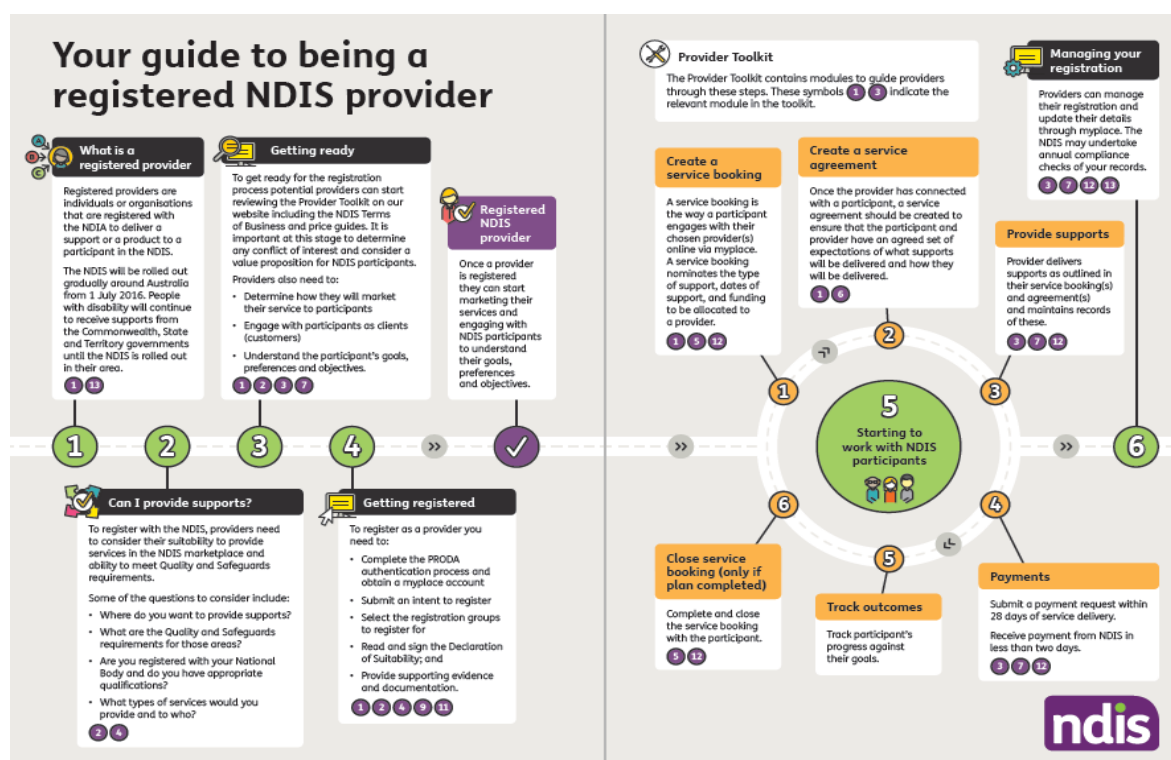 Your guide to being a
registered NDIS provider
What is a
registered provider
Registered providers are
individuals or organisations
that are registered with
the NDIA to deliver a
support or a product to a
participant in the NDIS.
The NDIS will be rolled out
gradually around Australia
from 1 July 2016. People
with disability will continue
to receive supports from
the Commonwealth, State
and Territory governments
until the NDIS is rolled out
in their area.
1 13
Getting ready
To get ready for the registration
process potential providers can start
reviewing the Provider Toolkit on our
website including the NDIS Terms
of Business and price guides. It is
important at this stage to determine
any conflict of interest and consider a
value proposition for NDIS participants.
Providers also need to:
• Determine how they will market
their service to participants
• Engage with participants as clients
(customers)
• Understand the participant's goals,
preferences and objectives.
1 2 3 7
Registered
NDIS
provider
Once a provider
is registered
they can start
marketing their
services and
engaging with
NDIS participants
to understand
their goals,
preferences
and objectives.
1 2 3 4
Can I provide supports?
To register with the NDIS, providers need
to consider their suitability to provide
services in the NDIS marketplace and
ability to meet Quality and Safeguards
requirements.
Some of the questions to consider include:
• Where do you want to provide supports?
• What are the Quality and Safeguards
requirements for those areas?
• Are you registered with your National
Body and do you have appropriate
qualifications?
• What types of services would you
provide and to who?
2 4
Getting registered
To register as a provider you
need to:
• Complete the PRODA
authentication process and
obtain a myplace account
• Submit an intent to register
• Select the registration groups
to register for
• Read and sign the Declaration
of Suitability; and
• Provide supporting evidence
and documentation.
1 2 4 9 11
Provider Toolkit
The Provider Toolkit contains modules to guide providers
through these steps. These symbols 1 3 indicate the
relevant module in the toolkit.
Managing your
registration
Providers can manage
their registration and
update their details
through myplace. The
NDIS may undertake
annual compliance
checks of your records.
3 7 12 13
Create a
service booking
A service booking is
the way a participant
engages with their
chosen provider(s)
online via myplace.
A service booking
nominates the type
of support, dates of
support, and funding
to be allocated to
a provider.
1 5 12
Create a service
agreement
Once the provider has connected
with a participant, a service
agreement should be created to
ensure that the participant and
provider have an agreed set of
expectations of what supports
will be delivered and how they
will be delivered.
1 6
Provide supports
Provider delivers
supports as outlined in
their service booking(s)
and agreement(s)
and maintains records
of these.
3 7 12
2
1
3
5
Starting to
work with NDIS
participants
6
6
4
5
Close service
booking (only if
plan completed)
Complete and close
the service booking
with the participant.
5 12
Track outcomes
Track participant's
progress against
their goals.
Payments
Submit a payment request within
28 days of service delivery.
Receive payment from NDIS in
less than two days.
3 7 12
ndis